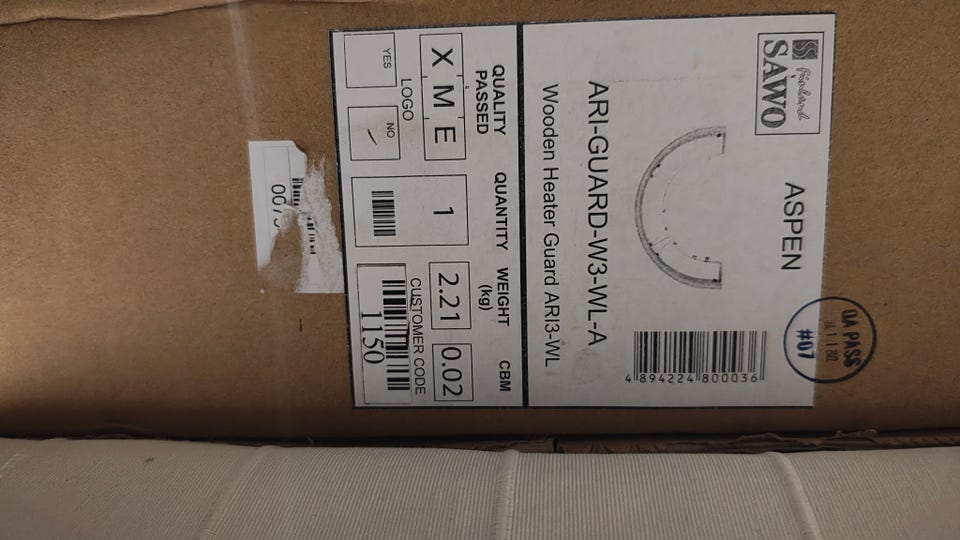 finland
SAWO
ASPEN
4894224800036
ARI-GUARD-W3-WL-A
Wooden Heater Guard ARI3-WL
QA PASS
#07
QUALITY PASSED
QUANTITY
WEIGHT (kg)
CBM
X M E
1
2.21
0.02
LOGO
YES
NO
CUSTOMER CODE
1150